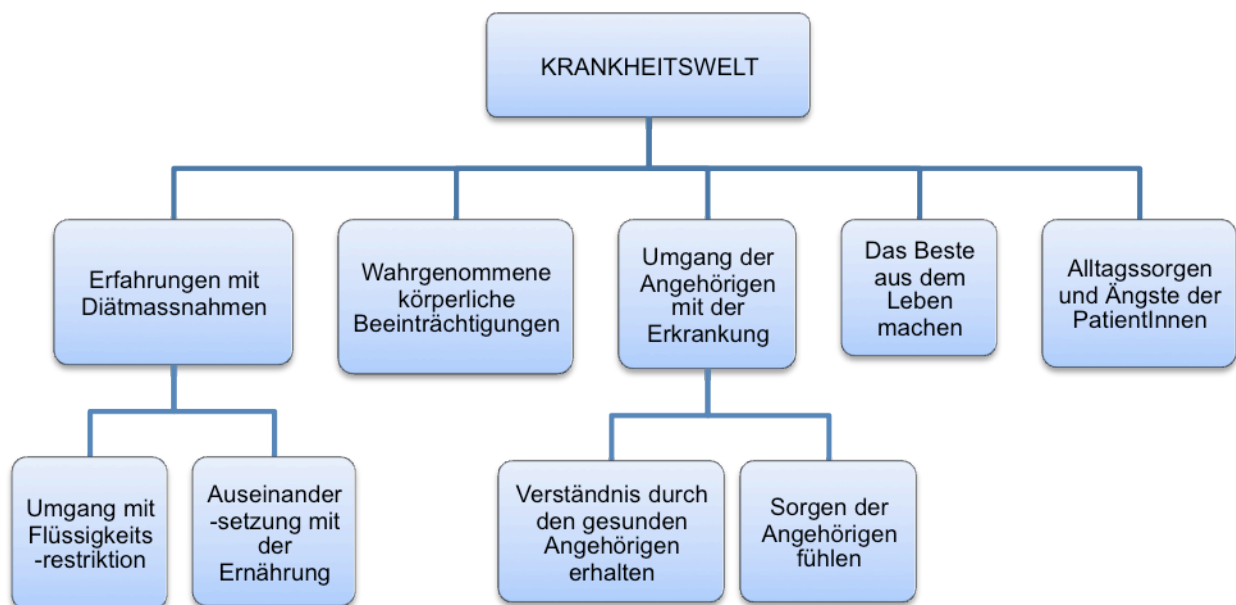 KRANKHEITSWELT
Erfahrungen mit
Diätmassnahmen
Wahrgenommene
körperliche
Beeinträchtigungen
Umgang der
Angehörigen
mit der
Erkrankung
Das Beste
aus dem
Leben
machen
Alltagssorgen
und Ängste der
PatientInnen
Umgang mit
Flüssigkeits
-restriktion
Auseinander
-setzung mit
der
Ernährung
Verständnis durch
den gesunden
Angehörigen
erhalten
Sorgen der
Angehörigen
fühlen